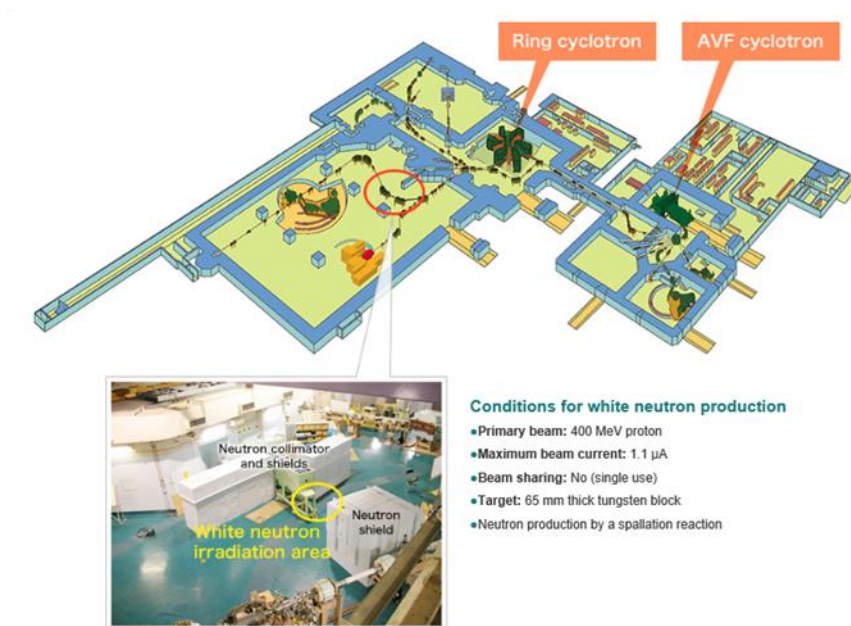 Ring cyclotron
AVF cyclotron
Neutron collimator
and shields
White neutron
irradiation area
Neutron
shield
Conditions for white neutron production
●Primary beam: 400 MeV proton
●Maximum beam current: 1.1 μA
●Beam sharing: No (single use)
●Target: 65 mm thick tungsten block
●Neutron production by a spallation reaction